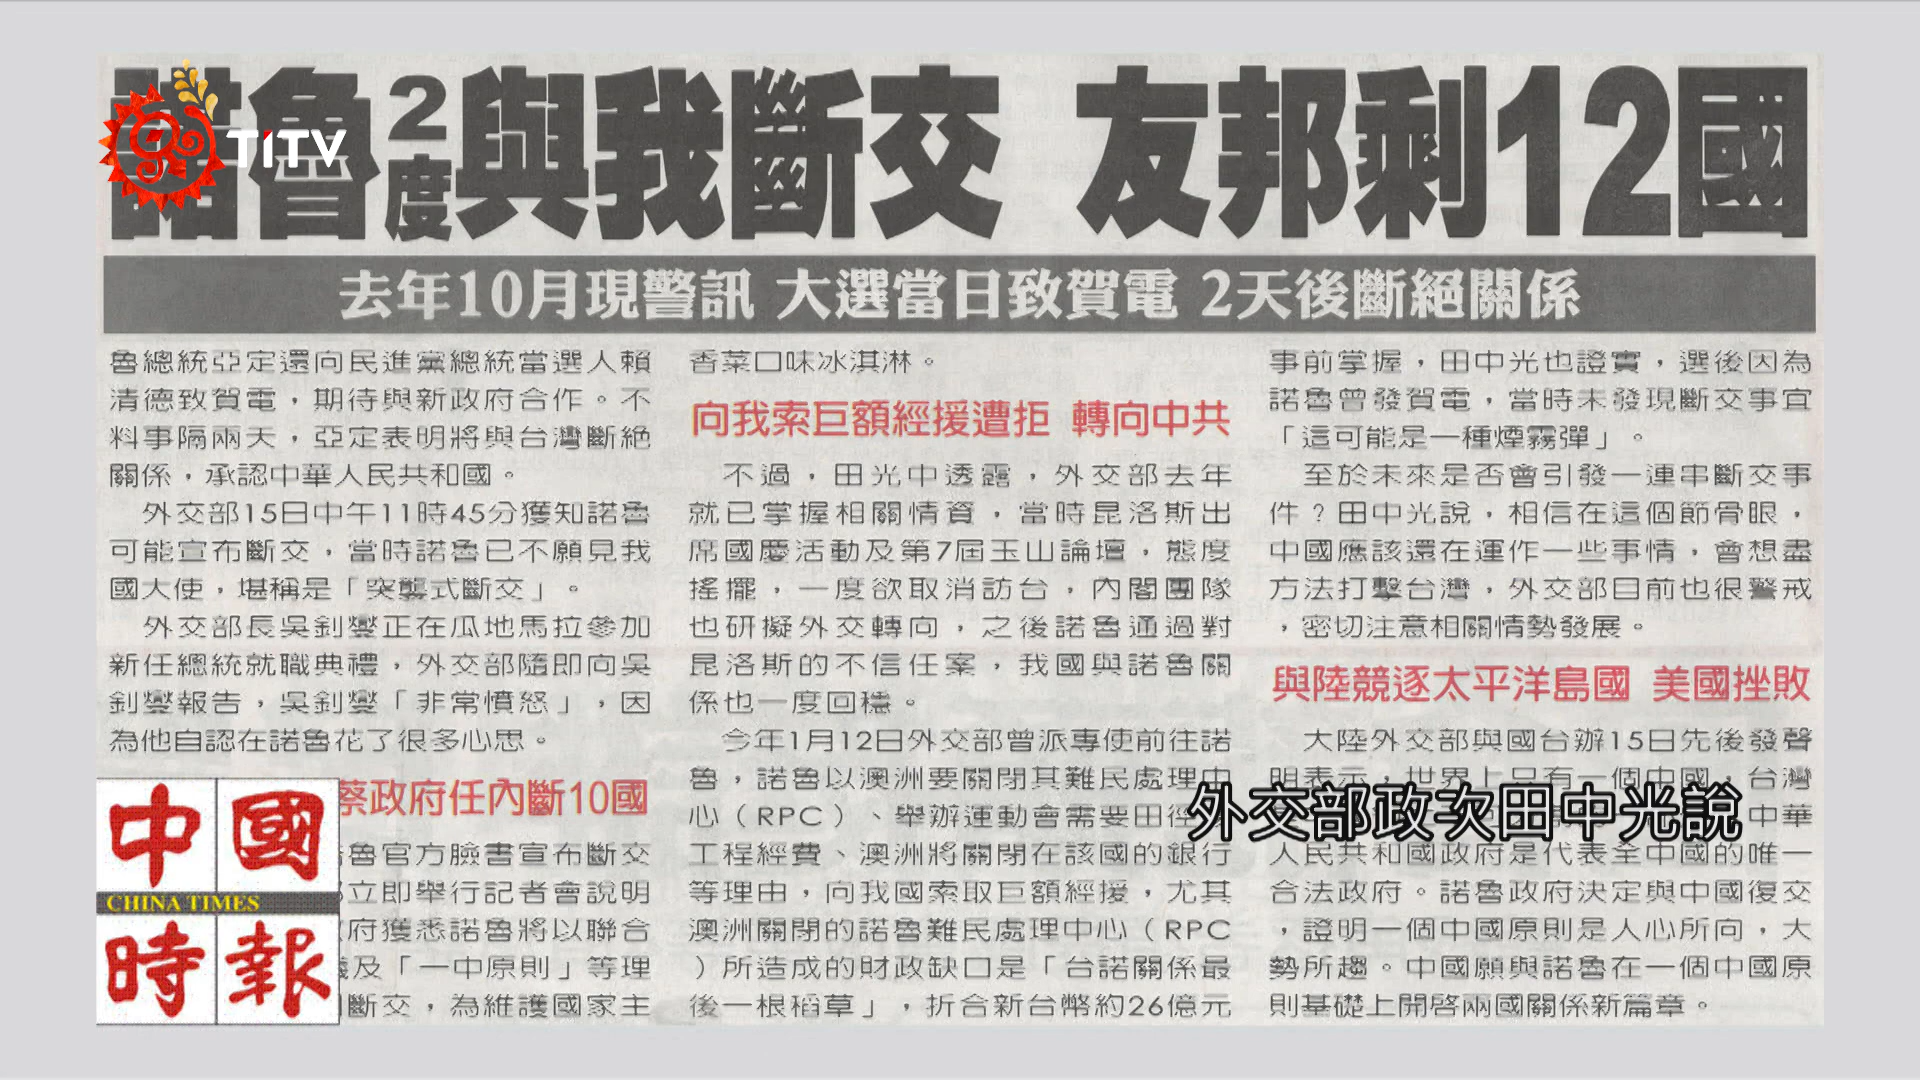 諾魯2度與我斷交 友邦剩12國
TITV
去年10月現警訊 大選當日致賀電 2天後斷絕關係
魯總統亞定還向民進黨總統當選人賴
清德致賀電，期待與新政府合作。不
料事隔兩天，亞定表明將與台灣斷絕
關係，承認中華人民共和國。
外交部15日中午11時45分獲知諾魯
可能宣布斷交，當時諾魯已不願見我
國大使，堪稱是「突襲式斷交」。
外交部長吳釗燮正在瓜地馬拉參加
新任總統就職典禮，外交部隨即向吳
釗燮報告，吳釗燮「非常憤怒」，因
為他自認在諾魯花了很多心思。
蔡政府任內斷10國
魯官方臉書宣布斷交
立即舉行記者會說明
府獲悉諾魯將以聯合
及「一中原則」等理
斷交，為維護國家主
香菜口味冰淇淋。
向我索巨額經援遭拒 轉向中共
不過，田光中透露，外交部去年
就已掌握相關情資，當時昆洛斯出
席國慶活動及第7屆玉山論壇，態度
搖擺，一度欲取消訪台，內閣團隊
也研擬外交轉向，之後諾魯通過對
昆洛斯的不信任案，我國與諾魯關
係也一度回穩。
今年1月12日外交部曾派專使前往諾
魯，諾魯以澳洲要關閉其難民處理中
心（RPC）、舉辦運動會需要田徑
工程經費、澳洲將關閉在該國的銀行
等理由，向我國索取巨額經援，尤其
澳洲關閉的諾魯難民處理中心（RPC
）所造成的財政缺口是「台諾關係最
後一根稻草」，折合新台幣約26億元
事前掌握，田中光也證實，選後因為
諾魯曾發賀電，當時未發現斷交事宜
「這可能是一種煙霧彈」。
至於未來是否會引發一連串斷交事
件？田中光說，相信在這個節骨眼，
中國應該還在運作一些事情，會想盡
方法打擊台灣，外交部目前也很警戒
，密切注意相關情勢發展。
與陸競逐太平洋島國 美國挫敗
大陸外交部與國台辦15日先後發聲
明表示，世界上只有一個中國，台灣
中華
人民共和國政府是代表全中國的唯一
合法政府。諾魯政府決定與中國復交
，證明一個中國原則是人心所向，大
勢所趨。中國願與諾魯在一個中國原
則基礎上開啓兩國關係新篇章。
外交部政次田中光說
中國
CHINA TIMES
時報